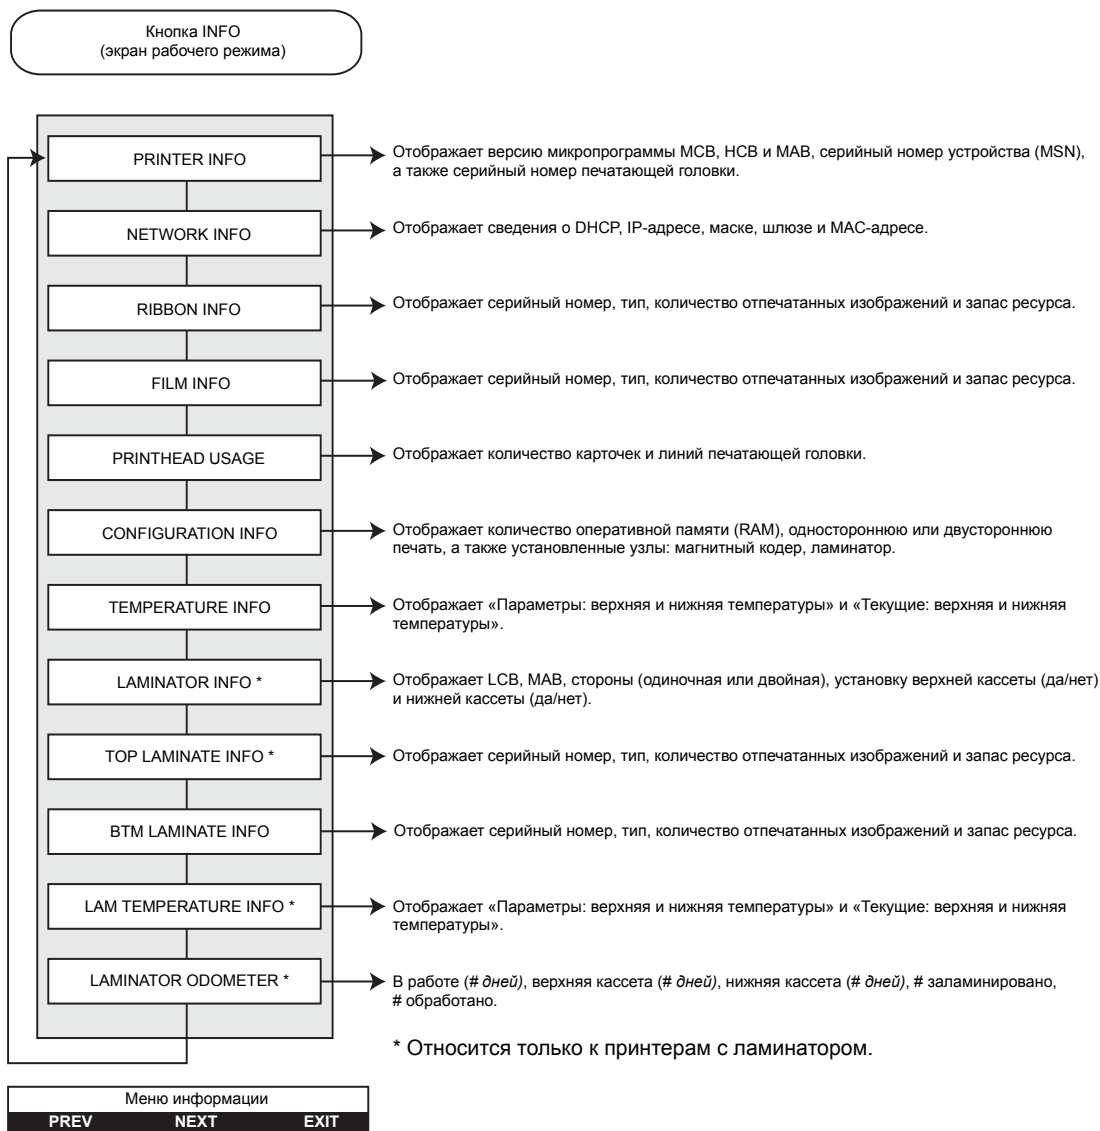 Кнопка INFO
(экран рабочего режима)
PRINTER INFO
Отображает версию микропрограммы MCB, HCB и MAB, серийный номер устройства (MSN),
а также серийный номер печатающей головки.
NETWORK INFO
Отображает сведения о DHCP, IP-адресе, маске, шлюзе и MAC-адресе.
RIBBON INFO
Отображает серийный номер, тип, количество отпечатанных изображений и запас ресурса.
FILM INFO
Отображает серийный номер, тип, количество отпечатанных изображений и запас ресурса.
PRINTHEAD USAGE
Отображает количество карточек и линий печатающей головки.
CONFIGURATION INFO
Отображает количество оперативной памяти (RAM), одностороннюю или двустороннюю
печать, а также установленные узлы: магнитный кодер, ламинатор.
TEMPERATURE INFO
Отображает «Параметры: верхняя и нижняя температуры» и «Текущие: верхняя и нижняя
температуры».
LAMINATOR INFO *
Отображает LCB, MAB, стороны (одиночная или двойная), установку верхней кассеты (да/нет)
и нижней кассеты (да/нет).
TOP LAMINATE INFO *
Отображает серийный номер, тип, количество отпечатанных изображений и запас ресурса.
BTM LAMINATE INFO
Отображает серийный номер, тип, количество отпечатанных изображений и запас ресурса.
LAM TEMPERATURE INFO *
Отображает «Параметры: верхняя и нижняя температуры» и «Текущие: верхняя и нижняя
температуры».
LAMINATOR ODOMETER *
В работе (# дней), верхняя кассета (# дней), нижняя кассета (# дней), # заламинировано,
# обработано.
* Относится только к принтерам с ламинатором.
Меню информации
PREV NEXT EXIT